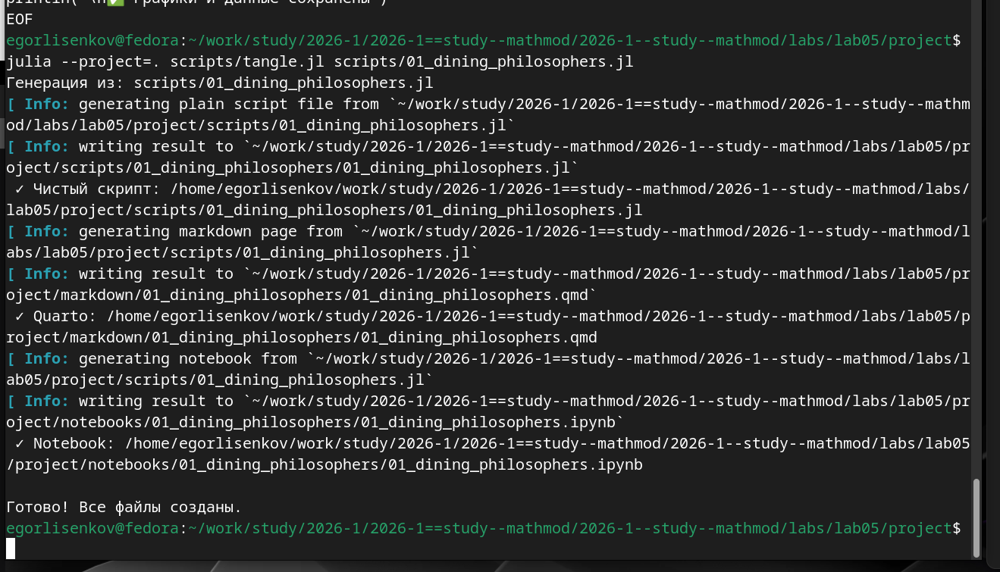 println("\n✅ Графики и данные сохранены")
EOF
egorlisenkov@fedora:~/work/study/2026-1/2026-1==study--mathmod/2026-1--study--mathmod/labs/lab05/project$
julia --project=. scripts/tangle.jl scripts/01_dining_philosophers.jl
Генерация из: scripts/01_dining_philosophers.jl
[ Info: generating plain script file from `~/work/study/2026-1/2026-1==study--mathmod/2026-1--study--mathm
od/labs/lab05/project/scripts/01_dining_philosophers.jl`
[ Info: writing result to `~/work/study/2026-1/2026-1==study--mathmod/2026-1--study--mathmod/labs/lab05/pr
oject/scripts/01_dining_philosophers/01_dining_philosophers.jl`
✓ Чистый скрипт: /home/egorlisenkov/work/study/2026-1/2026-1==study--mathmod/2026-1--study--mathmod/labs/
lab05/project/scripts/01_dining_philosophers/01_dining_philosophers.jl
[ Info: generating markdown page from `~/work/study/2026-1/2026-1==study--mathmod/2026-1--study--mathmod/l
abs/lab05/project/scripts/01_dining_philosophers.jl`
[ Info: writing result to `~/work/study/2026-1/2026-1==study--mathmod/2026-1--study--mathmod/labs/lab05/pr
oject/markdown/01_dining_philosophers/01_dining_philosophers.qmd`
✓ Quarto: /home/egorlisenkov/work/study/2026-1/2026-1==study--mathmod/2026-1--study--mathmod/labs/lab05/p
roject/markdown/01_dining_philosophers/01_dining_philosophers.qmd
[ Info: generating notebook from `~/work/study/2026-1/2026-1==study--mathmod/2026-1--study--mathmod/labs/l
ab05/project/scripts/01_dining_philosophers.jl`
[ Info: writing result to `~/work/study/2026-1/2026-1==study--mathmod/2026-1--study--mathmod/labs/lab05/pr
oject/notebooks/01_dining_philosophers/01_dining_philosophers.ipynb`
✓ Notebook: /home/egorlisenkov/work/study/2026-1/2026-1==study--mathmod/2026-1--study--mathmod/labs/lab05
/project/notebooks/01_dining_philosophers/01_dining_philosophers.ipynb
Готово! Все файлы созданы.
egorlisenkov@fedora:~/work/study/2026-1/2026-1==study--mathmod/2026-1--study--mathmod/labs/lab05/project$